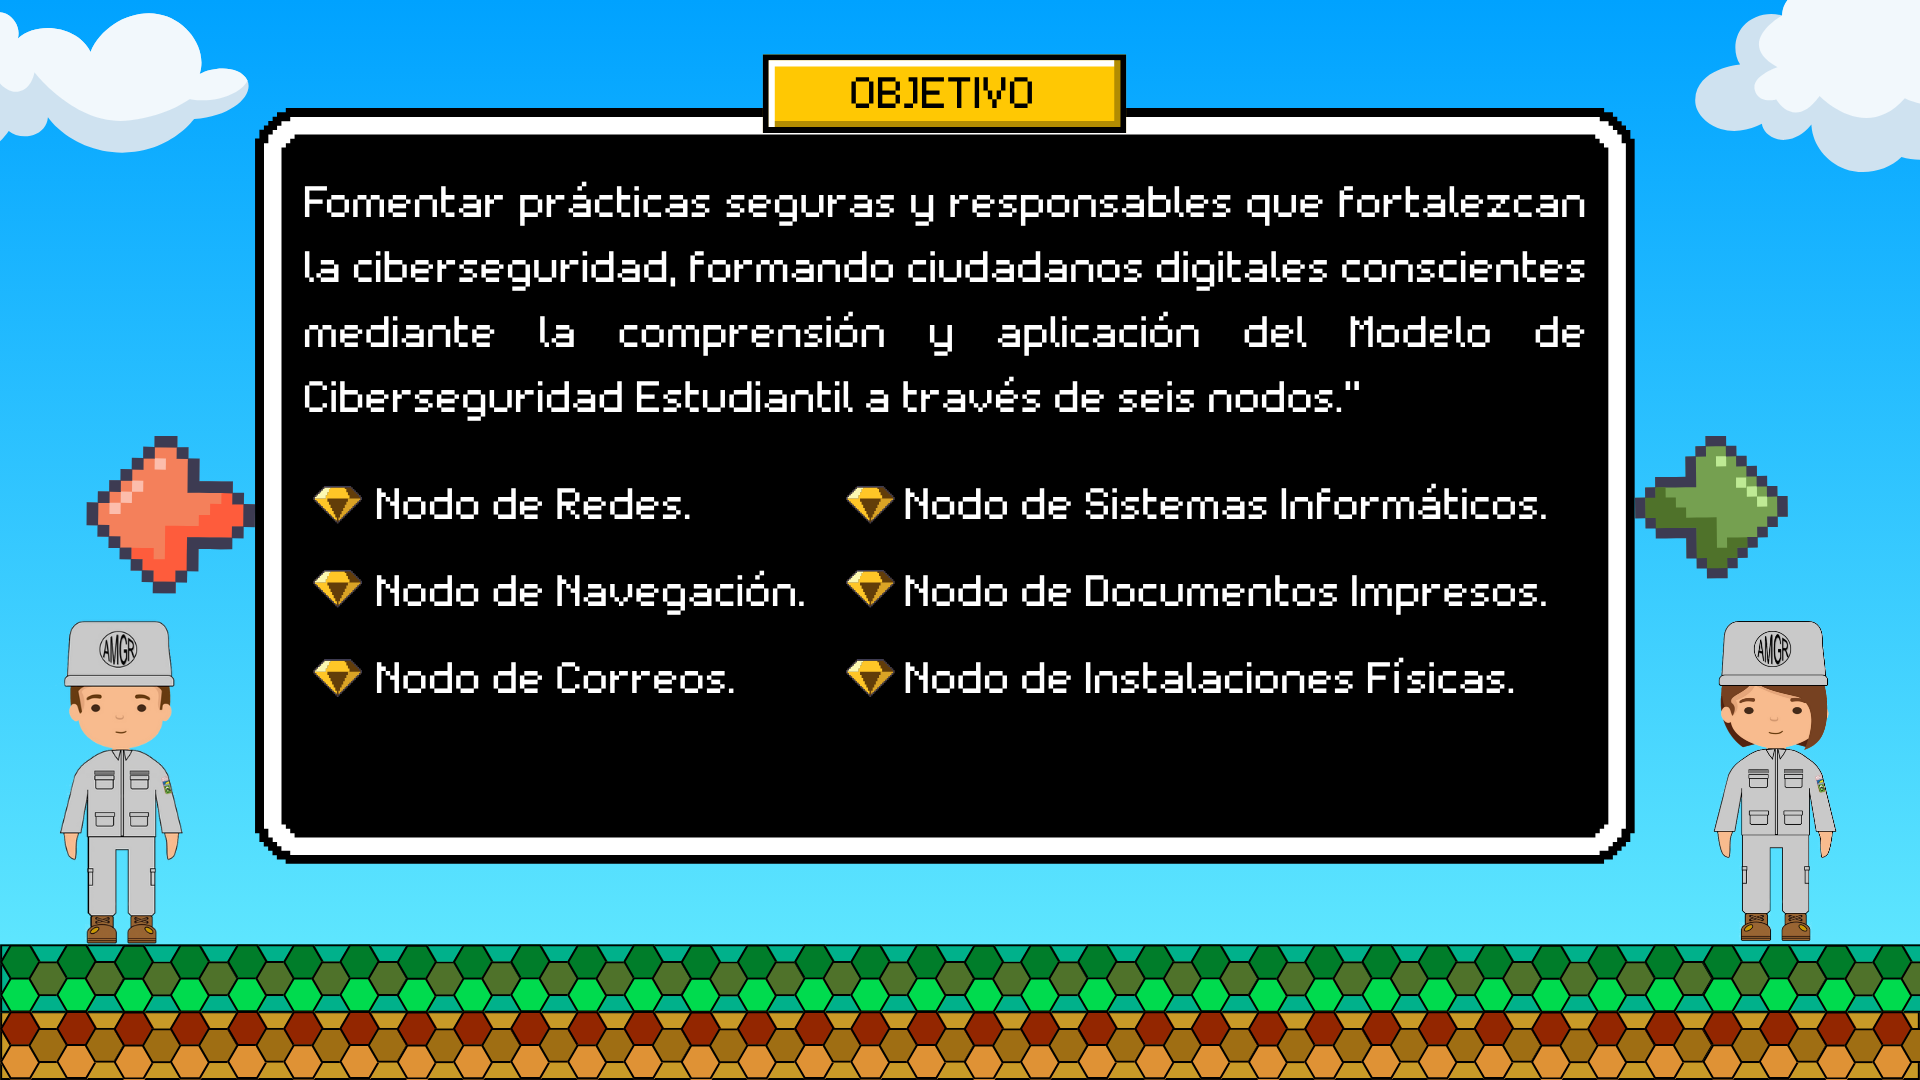 OBJETIVO
Fomentar prácticas seguras y responsables que fortalezcan
la ciberseguridad, formando ciudadanos digitales conscientes
mediante la comprensión y aplicación del Modelo de
Ciberseguridad Estudiantil a través de seis nodos."
Nodo de Redes.
Nodo de Navegación.
Nodo de Correos.
Nodo de Sistemas Informáticos.
Nodo de Documentos Impresos.
Nodo de Instalaciones Físicas.
AMGR
AMGR